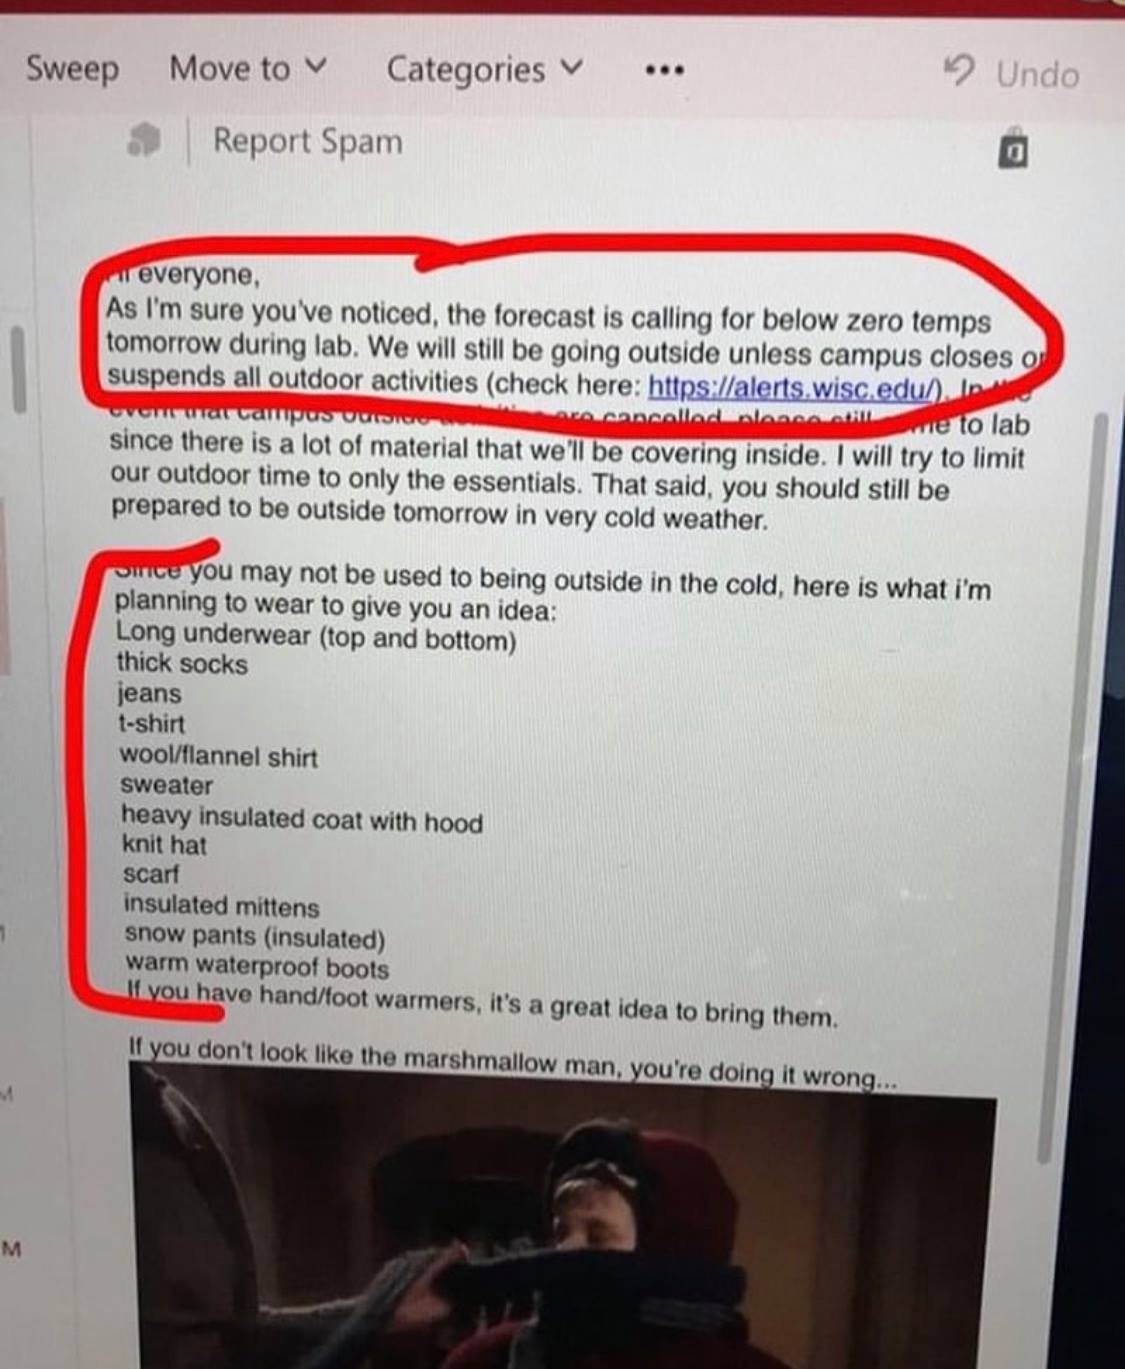 Sweep Move to Categories ... Undo
Report Spam
everyone,
As I'm sure you've noticed, the forecast is calling for below zero temps
tomorrow during lab. We will still be going outside unless campus closes or
suspends all outdoor activities (check here: https://alerts.wisc.edu/). In the
event that campus outside activities are cancelled, please still come to lab
since there is a lot of material that we'll be covering inside. I will try to limit
our outdoor time to only the essentials. That said, you should still be
prepared to be outside tomorrow in very cold weather.
Since you may not be used to being outside in the cold, here is what i'm
planning to wear to give you an idea:
Long underwear (top and bottom)
thick socks
jeans
t-shirt
wool/flannel shirt
sweater
heavy insulated coat with hood
knit hat
scarf
insulated mittens
snow pants (insulated)
warm waterproof boots
If you have hand/foot warmers, it's a great idea to bring them.
If you don't look like the marshmallow man, you're doing it wrong...
M
M